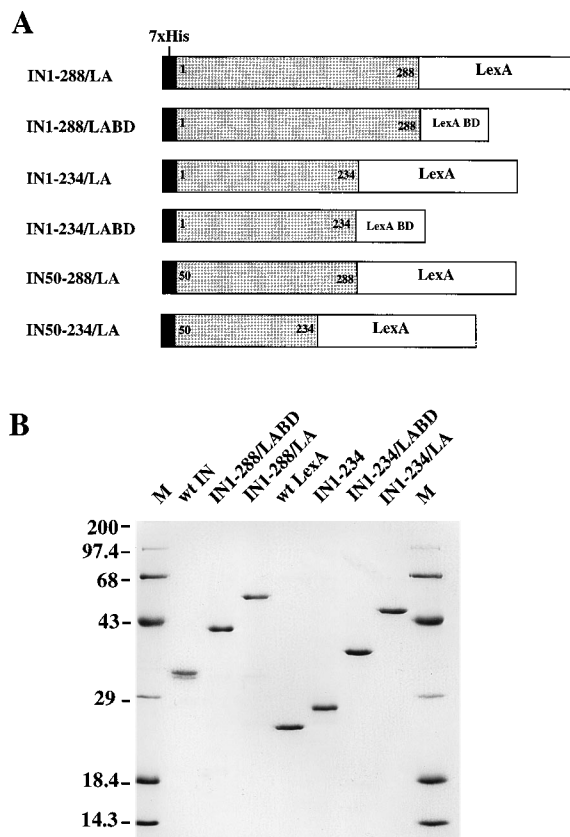 A
7xHis
IN1-288/LA 1 288 LexA
IN1-288/LABD 1 288 LexA BD
IN1-234/LA 1 234 LexA
IN1-234/LABD 1 234 LexA BD
IN50-288/LA 50 288 LexA
IN50-234/LA 50 234 LexA
B
M wt IN IN1-288/LABD IN1-288/LA wt LexA IN1-234 IN1-234/LABD IN1-234/LA M
200
97.4
68
43
29
18.4
14.3